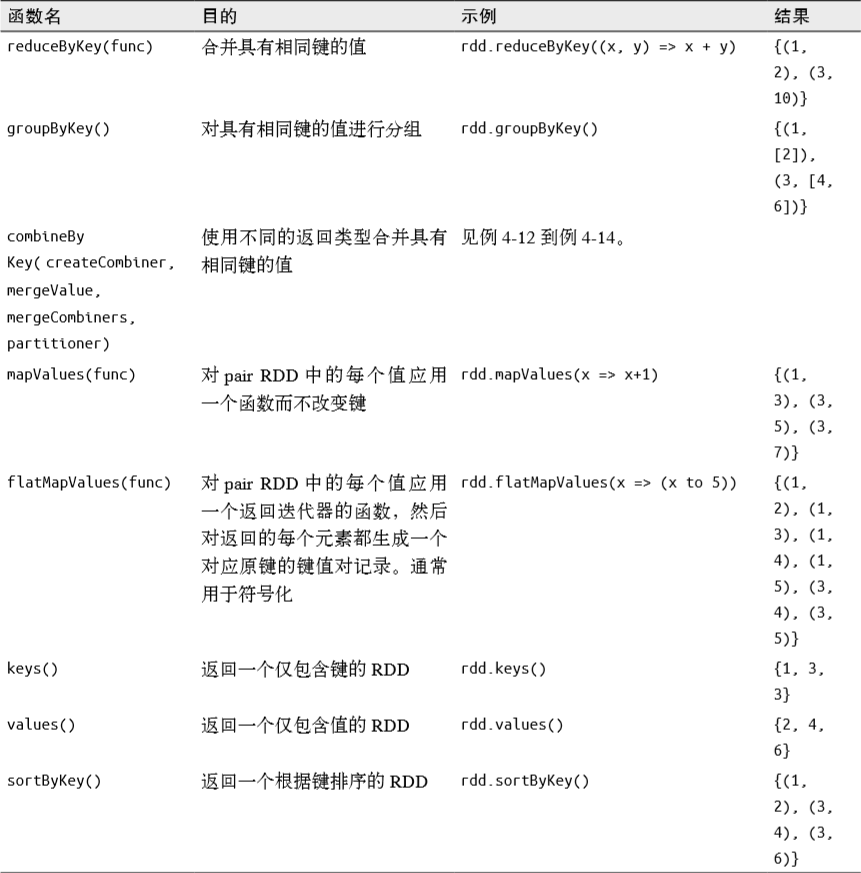 函数名 目的 示例 结果
reduceByKey(func) 合并具有相同键的值 rdd.reduceByKey((x, y) => x + y) {(1,
2), (3,
10)}
groupByKey() 对具有相同键的值进行分组 rdd.groupByKey() {(1,
[2]),
(3, [4,
6])}
combineBy 使用不同的返回类型合并具有 见例 4-12 到例 4-14。
Key( createCombiner, 相同键的值
mergeValue,
mergeCombiners,
partitioner)
mapValues(func) 对 pair RDD 中的每个值应用 rdd.mapValues(x => x+1) {(1,
一个函数而不改变键 3), (3,
5), (3,
7)}
flatMapValues(func) 对 pair RDD 中的每个值应用 rdd.flatMapValues(x => (x to 5)) {(1,
一个返回迭代器的函数，然后 2), (1,
对返回的每个元素都生成一个 3), (1,
对应原键的键值对记录。通常 4), (1,
用于符号化 5), (3,
4), (3,
5)}
keys() 返回一个仅包含键的 RDD rdd.keys() {1, 3,
3}
values() 返回一个仅包含值的 RDD rdd.values() {2, 4,
6}
sortByKey() 返回一个根据键排序的 RDD rdd.sortByKey() {(1,
2), (3,
4), (3,
6)}